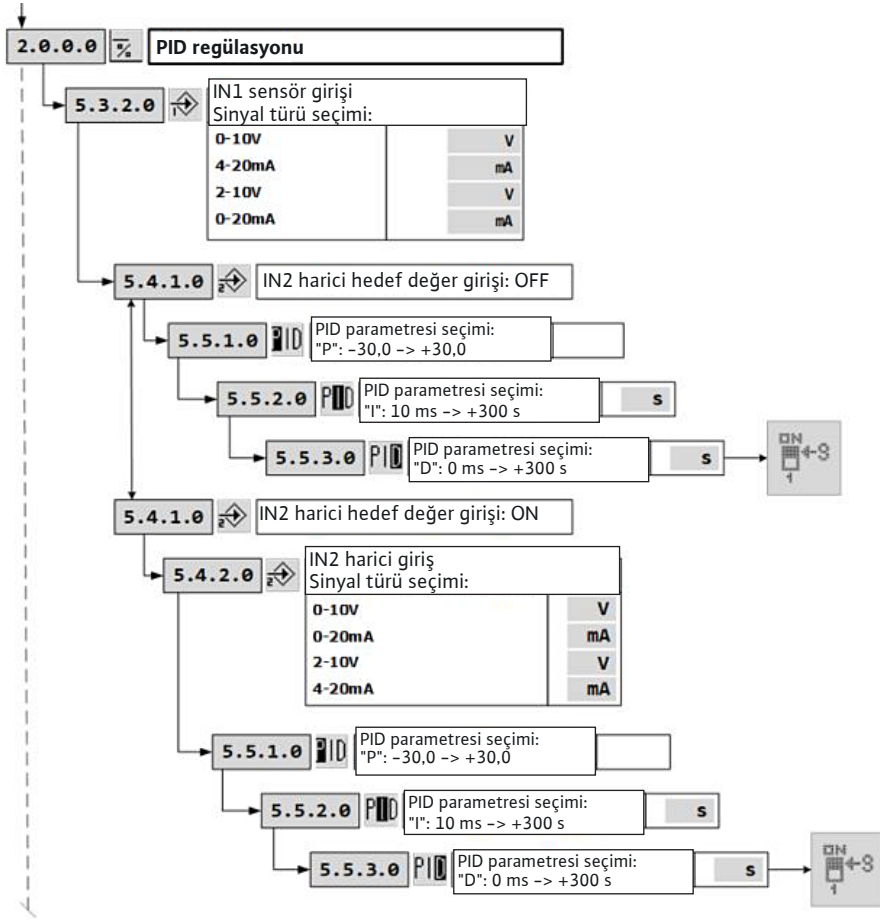 2.0.0.0 % PID regülasyonu
5.3.2.0 1 IN1 sensör girişi
Sinyal türü seçimi:
0-10V V
4-20mA mA
2-10V V
0-20mA mA
5.4.1.0 2 IN2 harici hedef değer girişi: OFF
5.5.1.0 PID PID parametresi seçimi:
"P": –30,0 –> +30,0
5.5.2.0 PID PID parametresi seçimi:
"I": 10 ms –> +300 s s
5.5.3.0 PID PID parametresi seçimi:
"D": 0 ms –> +300 s s
ON
S
1
5.4.1.0 2 IN2 harici hedef değer girişi: ON
5.4.2.0 2 IN2 harici giriş
Sinyal türü seçimi:
0-10V V
0-20mA mA
2-10V V
4-20mA mA
5.5.1.0 PID PID parametresi seçimi:
"P": –30,0 –> +30,0
5.5.2.0 PID PID parametresi seçimi:
"I": 10 ms –> +300 s s
5.5.3.0 PID PID parametresi seçimi:
"D": 0 ms –> +300 s s
ON
S
1